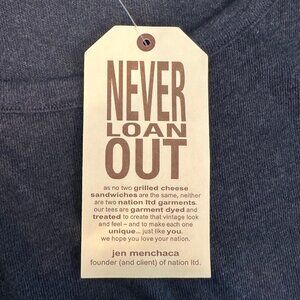 NEVER
LOAN
OUT
as no two grilled cheese
sandwiches are the same, neither
are two nation ltd garments.
our tees are garment dyed and
treated to create that vintage look
and feel – and to make each one
unique... just like you.
we hope you love your nation.
jen menchaca
founder (and client) of nation ltd.